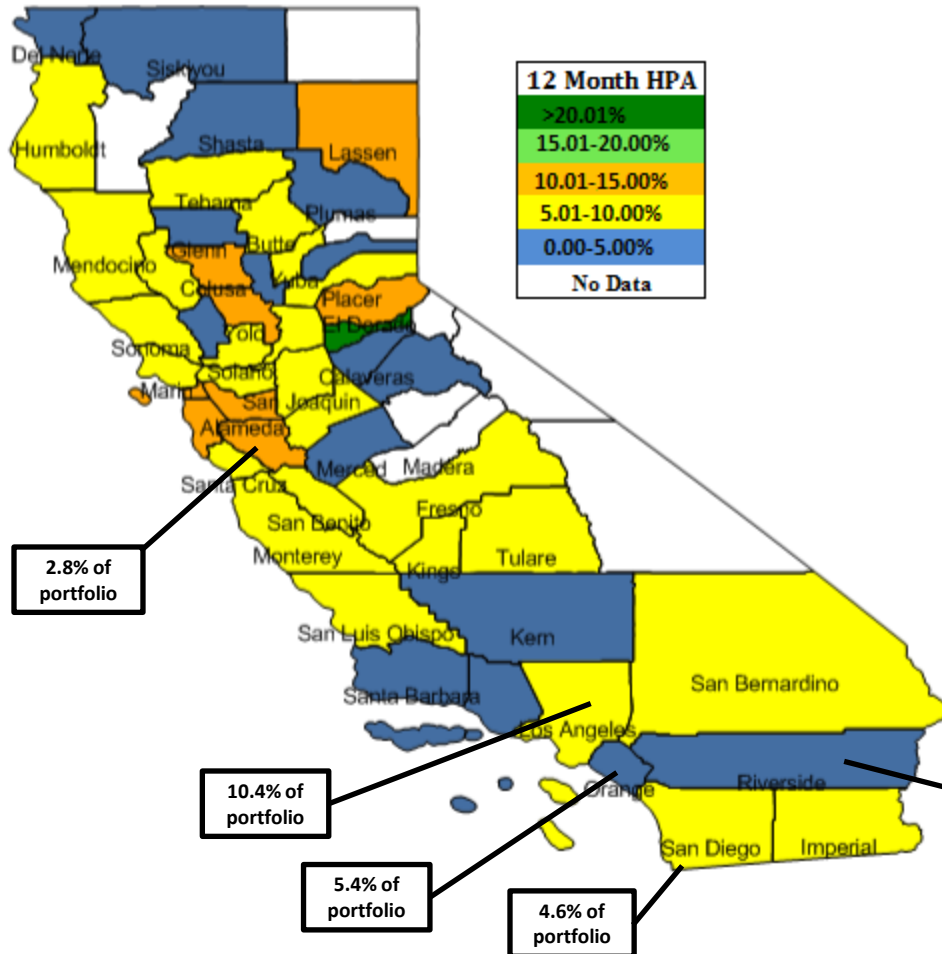 Del Norte
Siskiyou
12 Month HPA
>20.01%
15.01-20.00%
10.01-15.00%
5.01-10.00%
0.00-5.00%
No Data
Humboldt
Shasta
Lassen
Tehama
Plumas
Glenn
Butte
Mendocino
Colusa
Yuba
Placer
El Dorado
Sonoma
Yolo
Solano
Calaveras
Marin
San Joaquin
Alameda
Merced
Madera
Santa Cruz
San Benito
Fresno
Monterey
Kings
Tulare
2.8% of
portfolio
San Luis Obispo
Kern
Santa Barbara
San Bernardino
Los Angeles
10.4% of
portfolio
Orange
Riverside
San Diego
Imperial
5.4% of
portfolio
4.6% of
portfolio